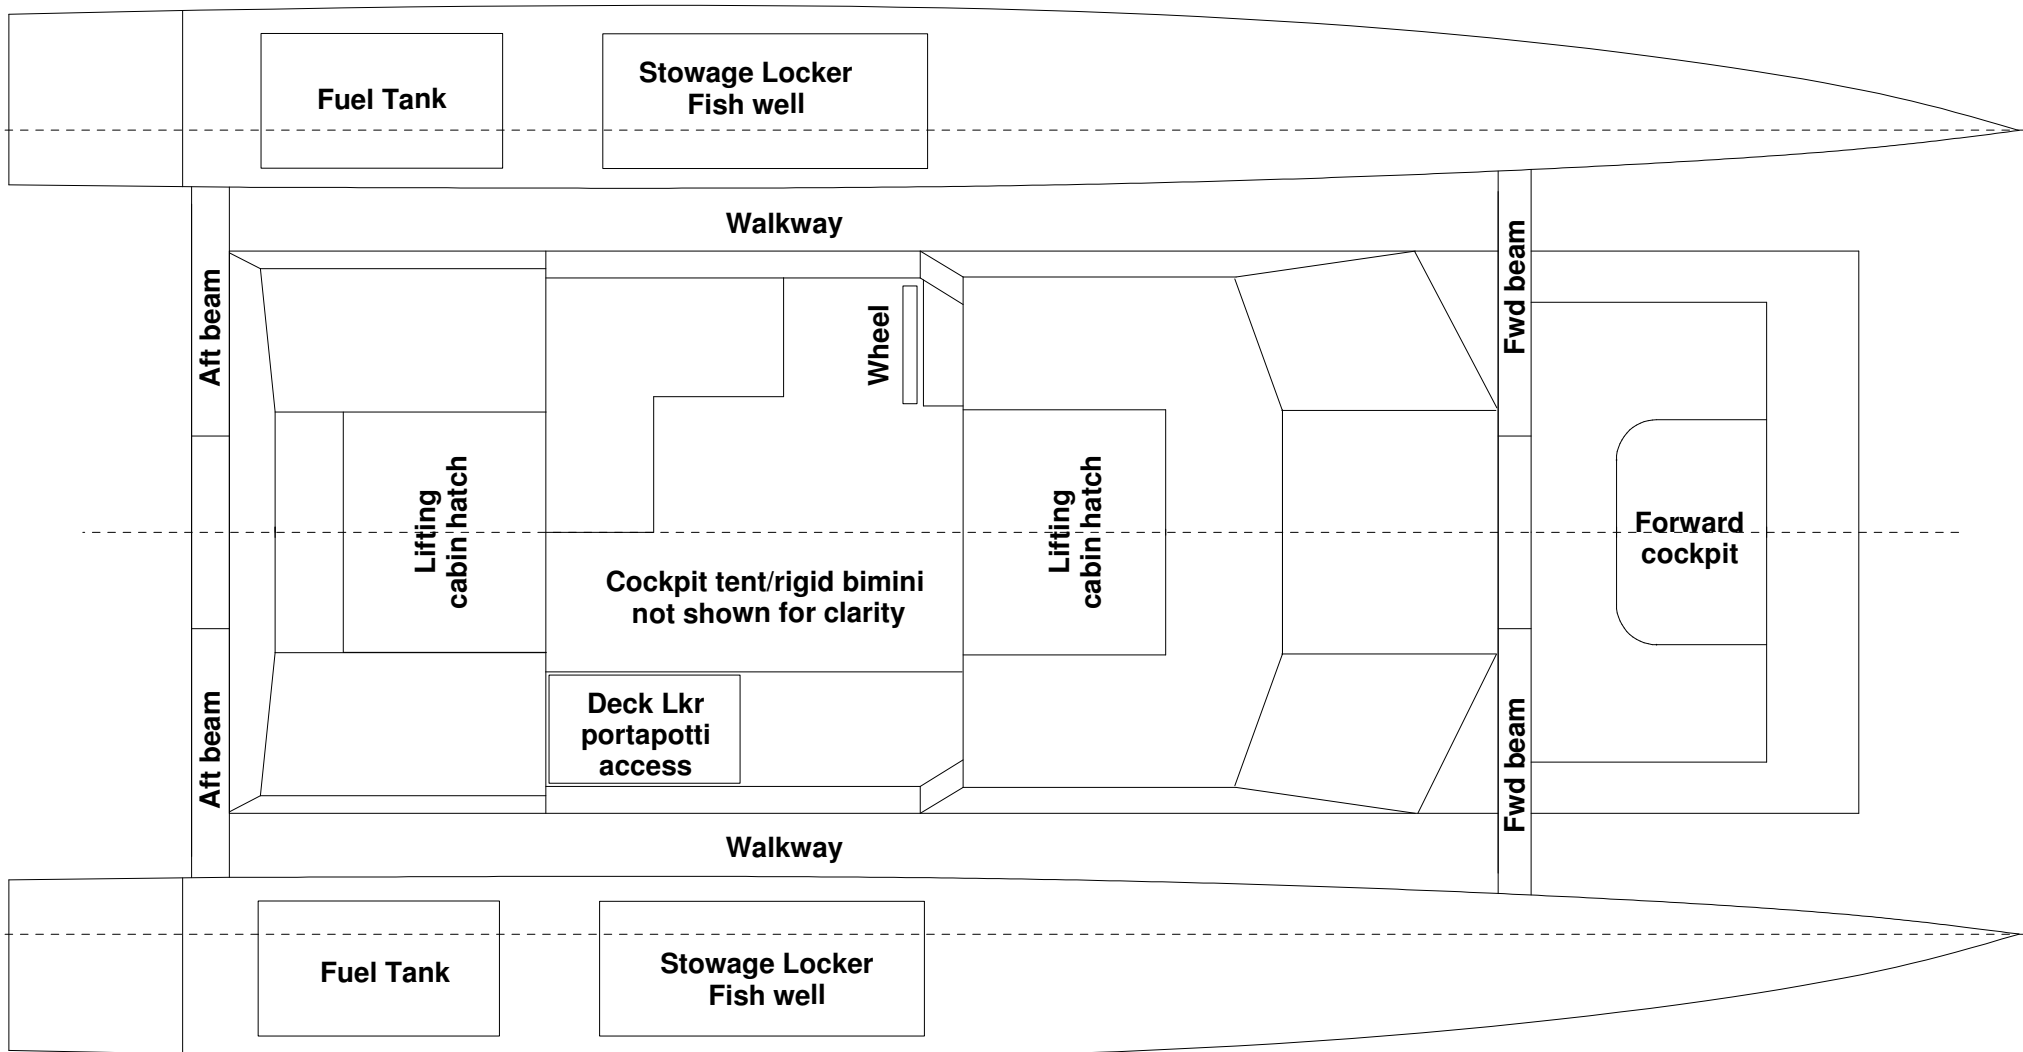 Fuel Tank
Stowage Locker
Fish well
Walkway
Aft beam
Fwd beam
Wheel
Lifting
cabin hatch
Lifting
cabin hatch
Forward
cockpit
Cockpit tent/rigid bimini
not shown for clarity
Deck Lkr
portapotti
access
Aft beam
Fwd beam
Walkway
Fuel Tank
Stowage Locker
Fish well